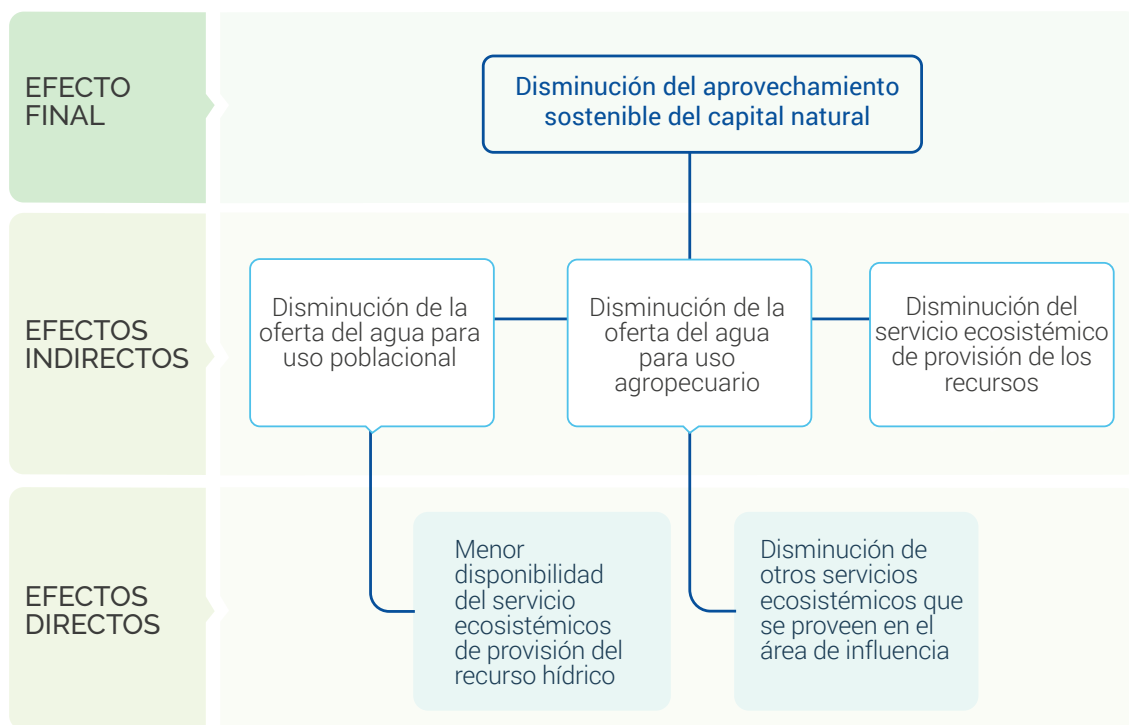 EFECTO
FINAL
Disminución del aprovechamiento
sostenible del capital natural
EFECTOS
INDIRECTOS
Disminución de la
oferta del agua para
uso poblacional
Disminución de la
oferta del agua
para uso
agropecuario
Disminución del
servicio ecosistémico
de provisión de los
recursos
EFECTOS
DIRECTOS
Menor
disponibilidad
del servicio
ecosistémicos
de provisión del
recurso hídrico
Disminución de
otros servicios
ecosistémicos que
se proveen en el
área de influencia